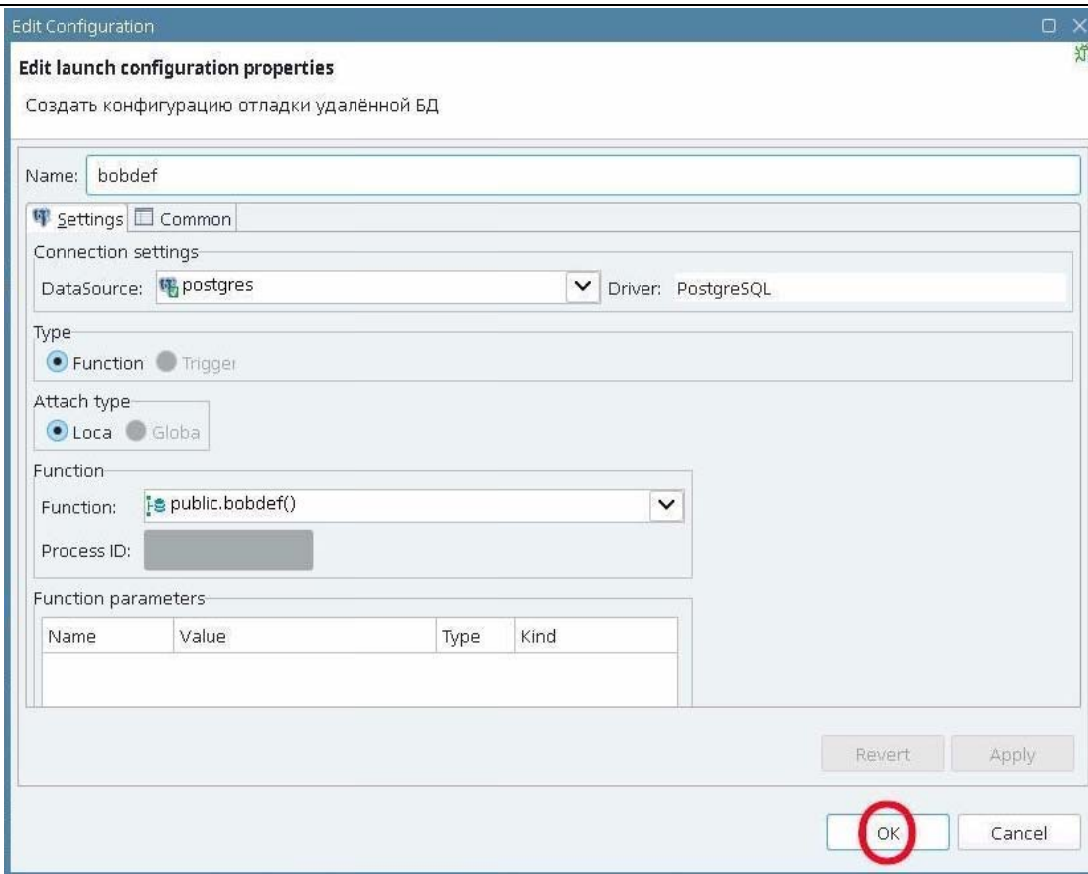 Edit Configuration
Edit launch configuration properties
Создать конфигурацию отладки удалённой БД
Name: bobdef
Settings Common
Connection settings
DataSource: postgres Driver: PostgreSQL
Type
Function Trigger
Attach type
Loca Globa
Function
Function: public.bobdef()
Process ID:
Function parameters
Name Value Type Kind
Revert Apply
OK Cancel